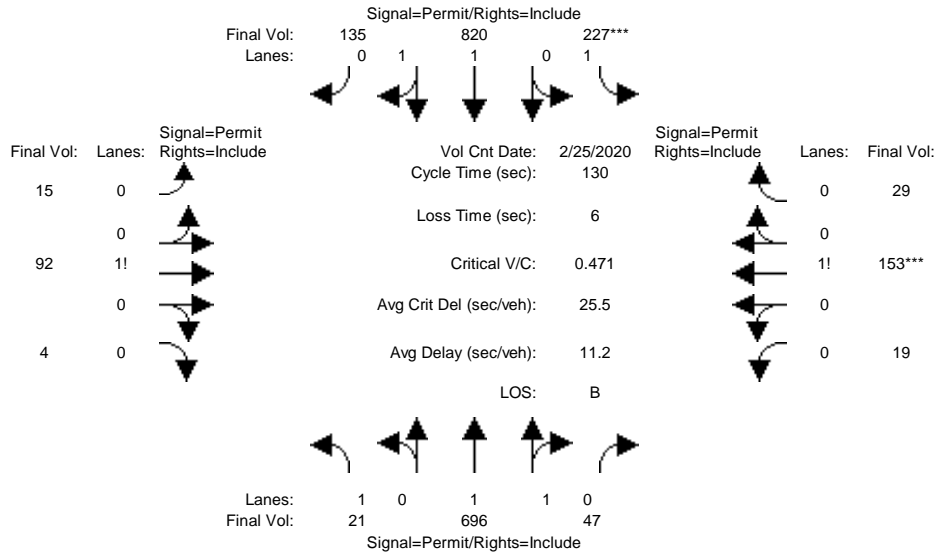 Signal=Permit/Rights=Include
Final Vol: 135 820 227***
Lanes: 0 1 1 0 1
Signal=Permit Signal=Permit
Final Vol: Lanes: Rights=Include Vol Cnt Date: 2/25/2020 Rights=Include Lanes: Final Vol:
Cycle Time (sec): 130
15 0 0 29
Loss Time (sec): 6
0 0
92 1! Critical V/C: 0.471 1! 153***
0 Avg Crit Del (sec/veh): 25.5 0
4 0 Avg Delay (sec/veh): 11.2 0 19
LOS: B
Lanes: 1 0 1 1 0
Final Vol: 21 696 47
Signal=Permit/Rights=Include